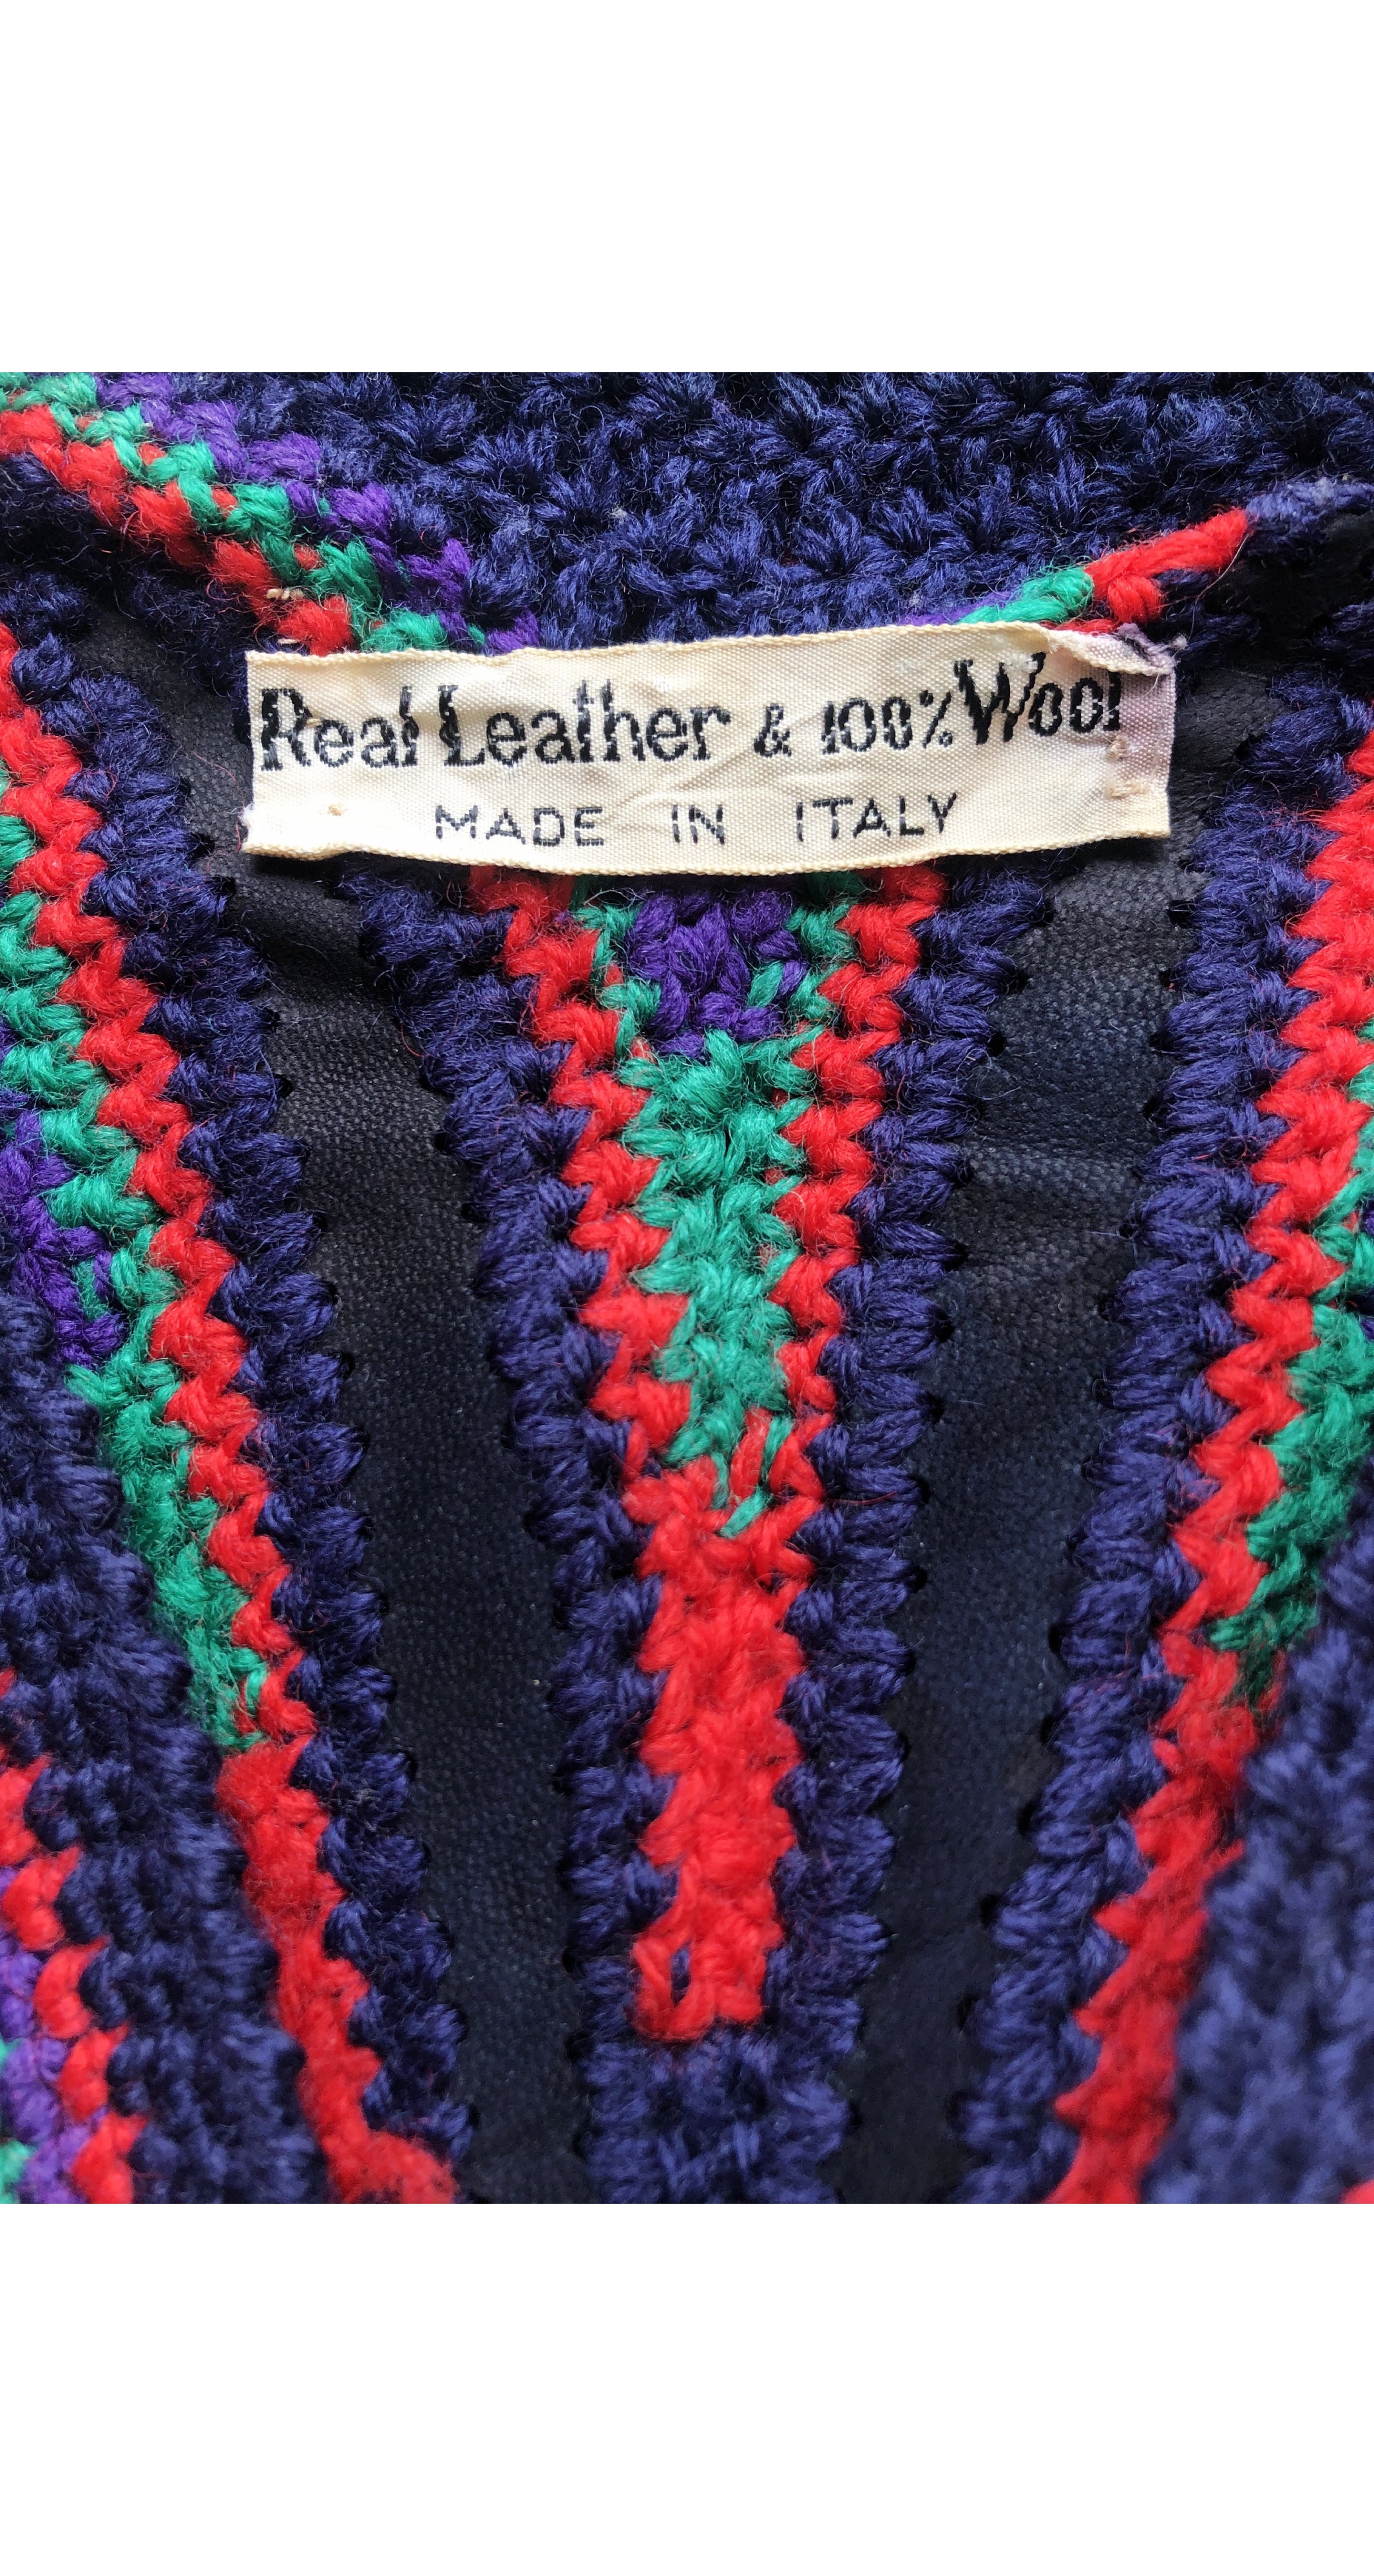 Real Leather & 100% Wool
MADE IN ITALY